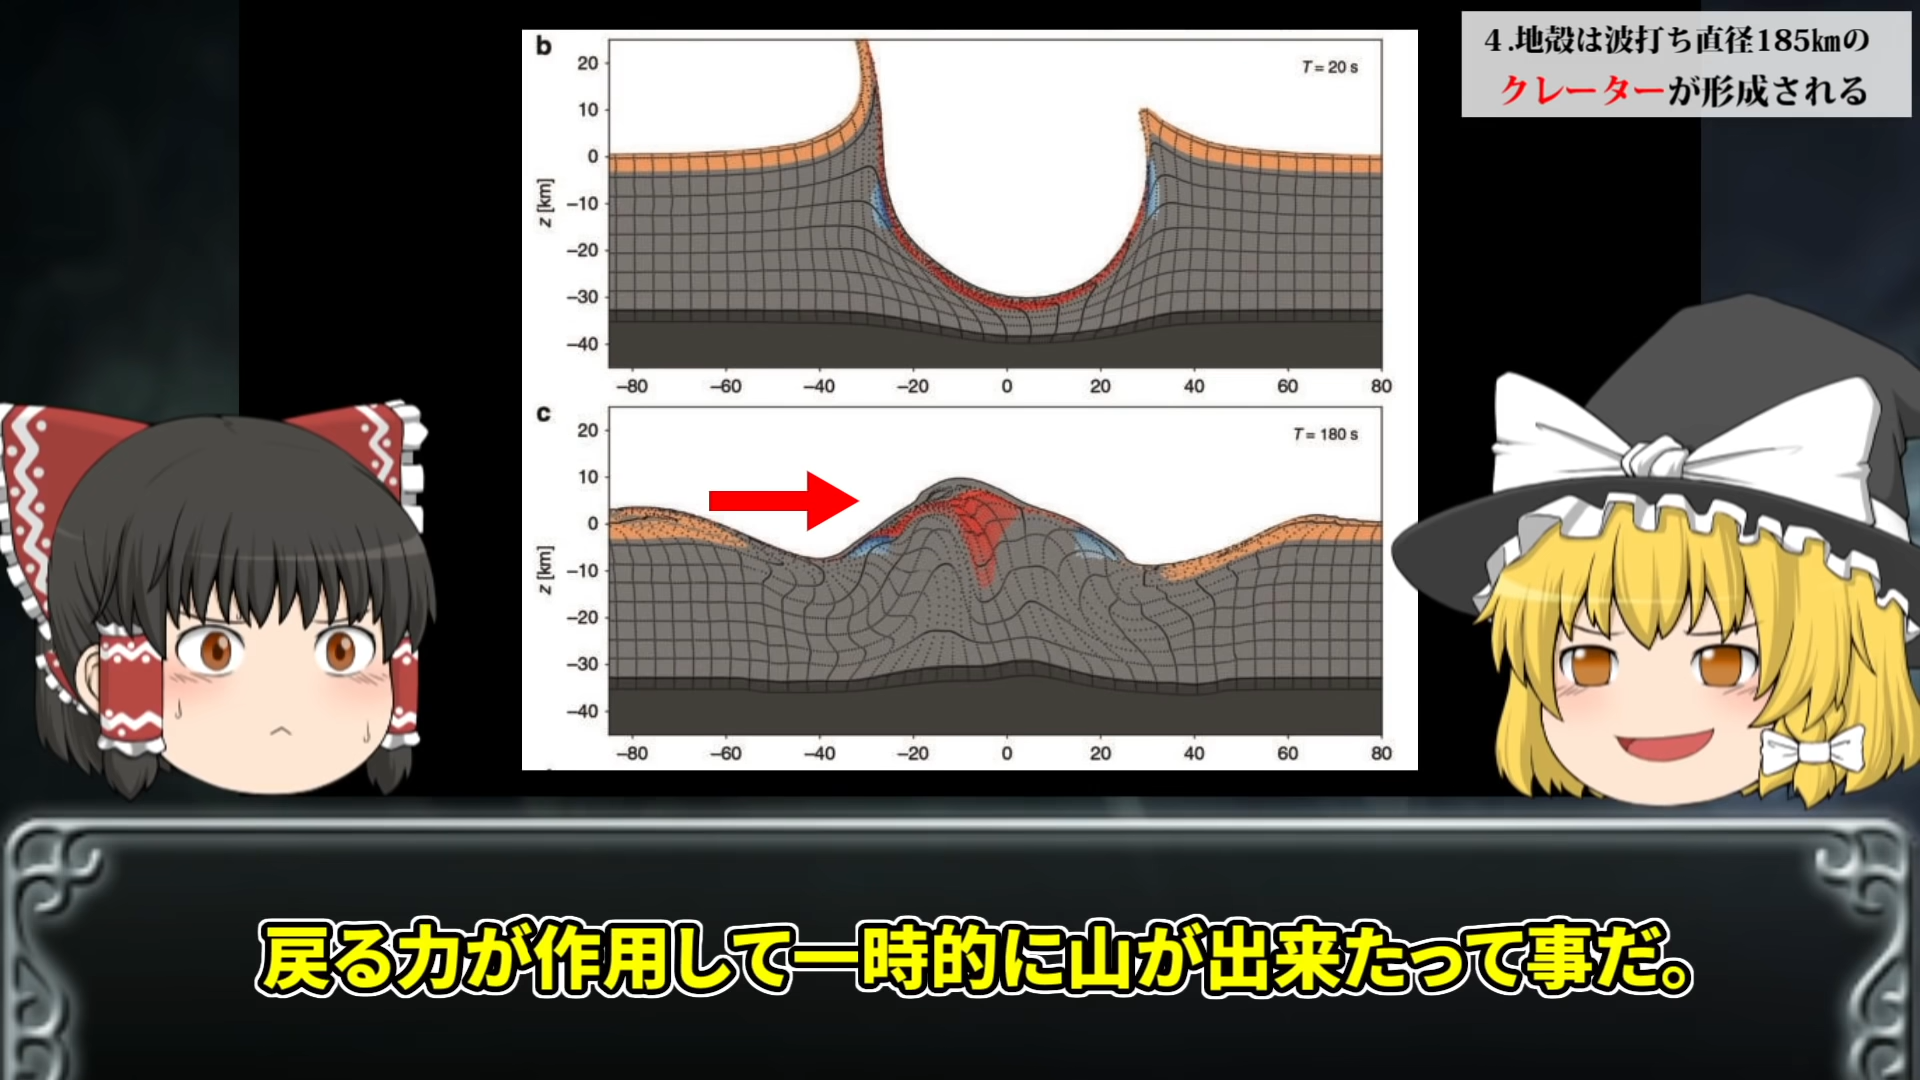 4.地殻は波打ち直径185㎞の
クレーターが形成される
b
T = 20 s
20
10
0
−10
−20
−30
−40
z [km]
−80 −60 −40 −20 0 20 40 60 80
c
T = 180 s
20
10
0
−10
−20
−30
−40
z [km]
−80 −60 −40 −20 0 20 40 60 80
戻る力が作用して一時的に山が出来たって事だ。